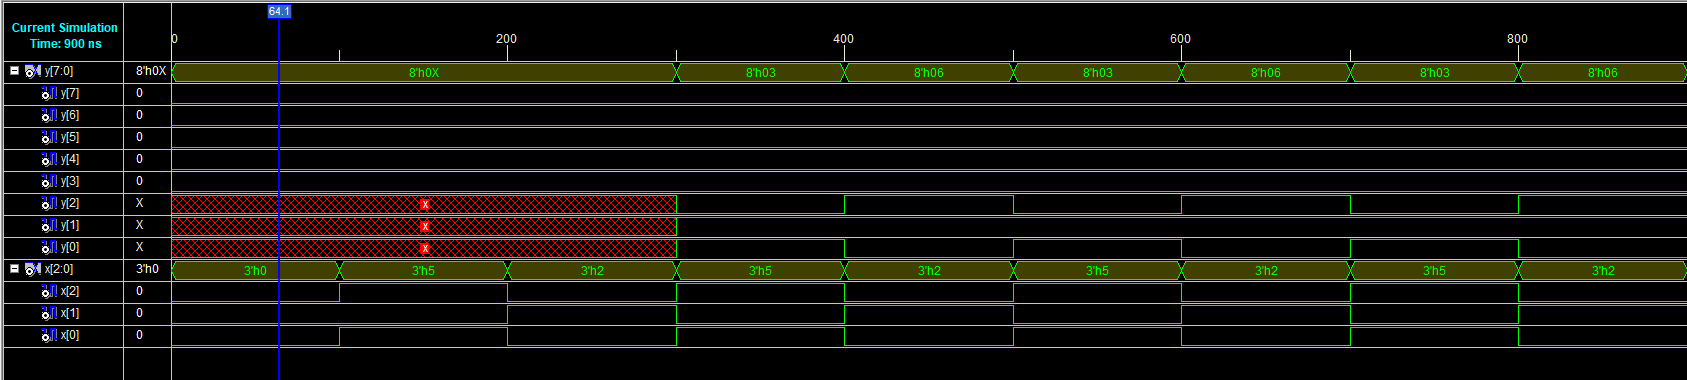 64.1
Current Simulation
Time: 900 ns
0 200 400 600 800
y[7:0] 8'h0X 8'h0X 8'h03 8'h06 8'h03 8'h06 8'h03 8'h06
y[7] 0
y[6] 0
y[5] 0
y[4] 0
y[3] 0
y[2] X X
y[1] X X
y[0] X X
x[2:0] 3'h0 3'h0 3'h5 3'h2 3'h5 3'h2 3'h5 3'h2 3'h5 3'h2
x[2] 0
x[1] 0
x[0] 0